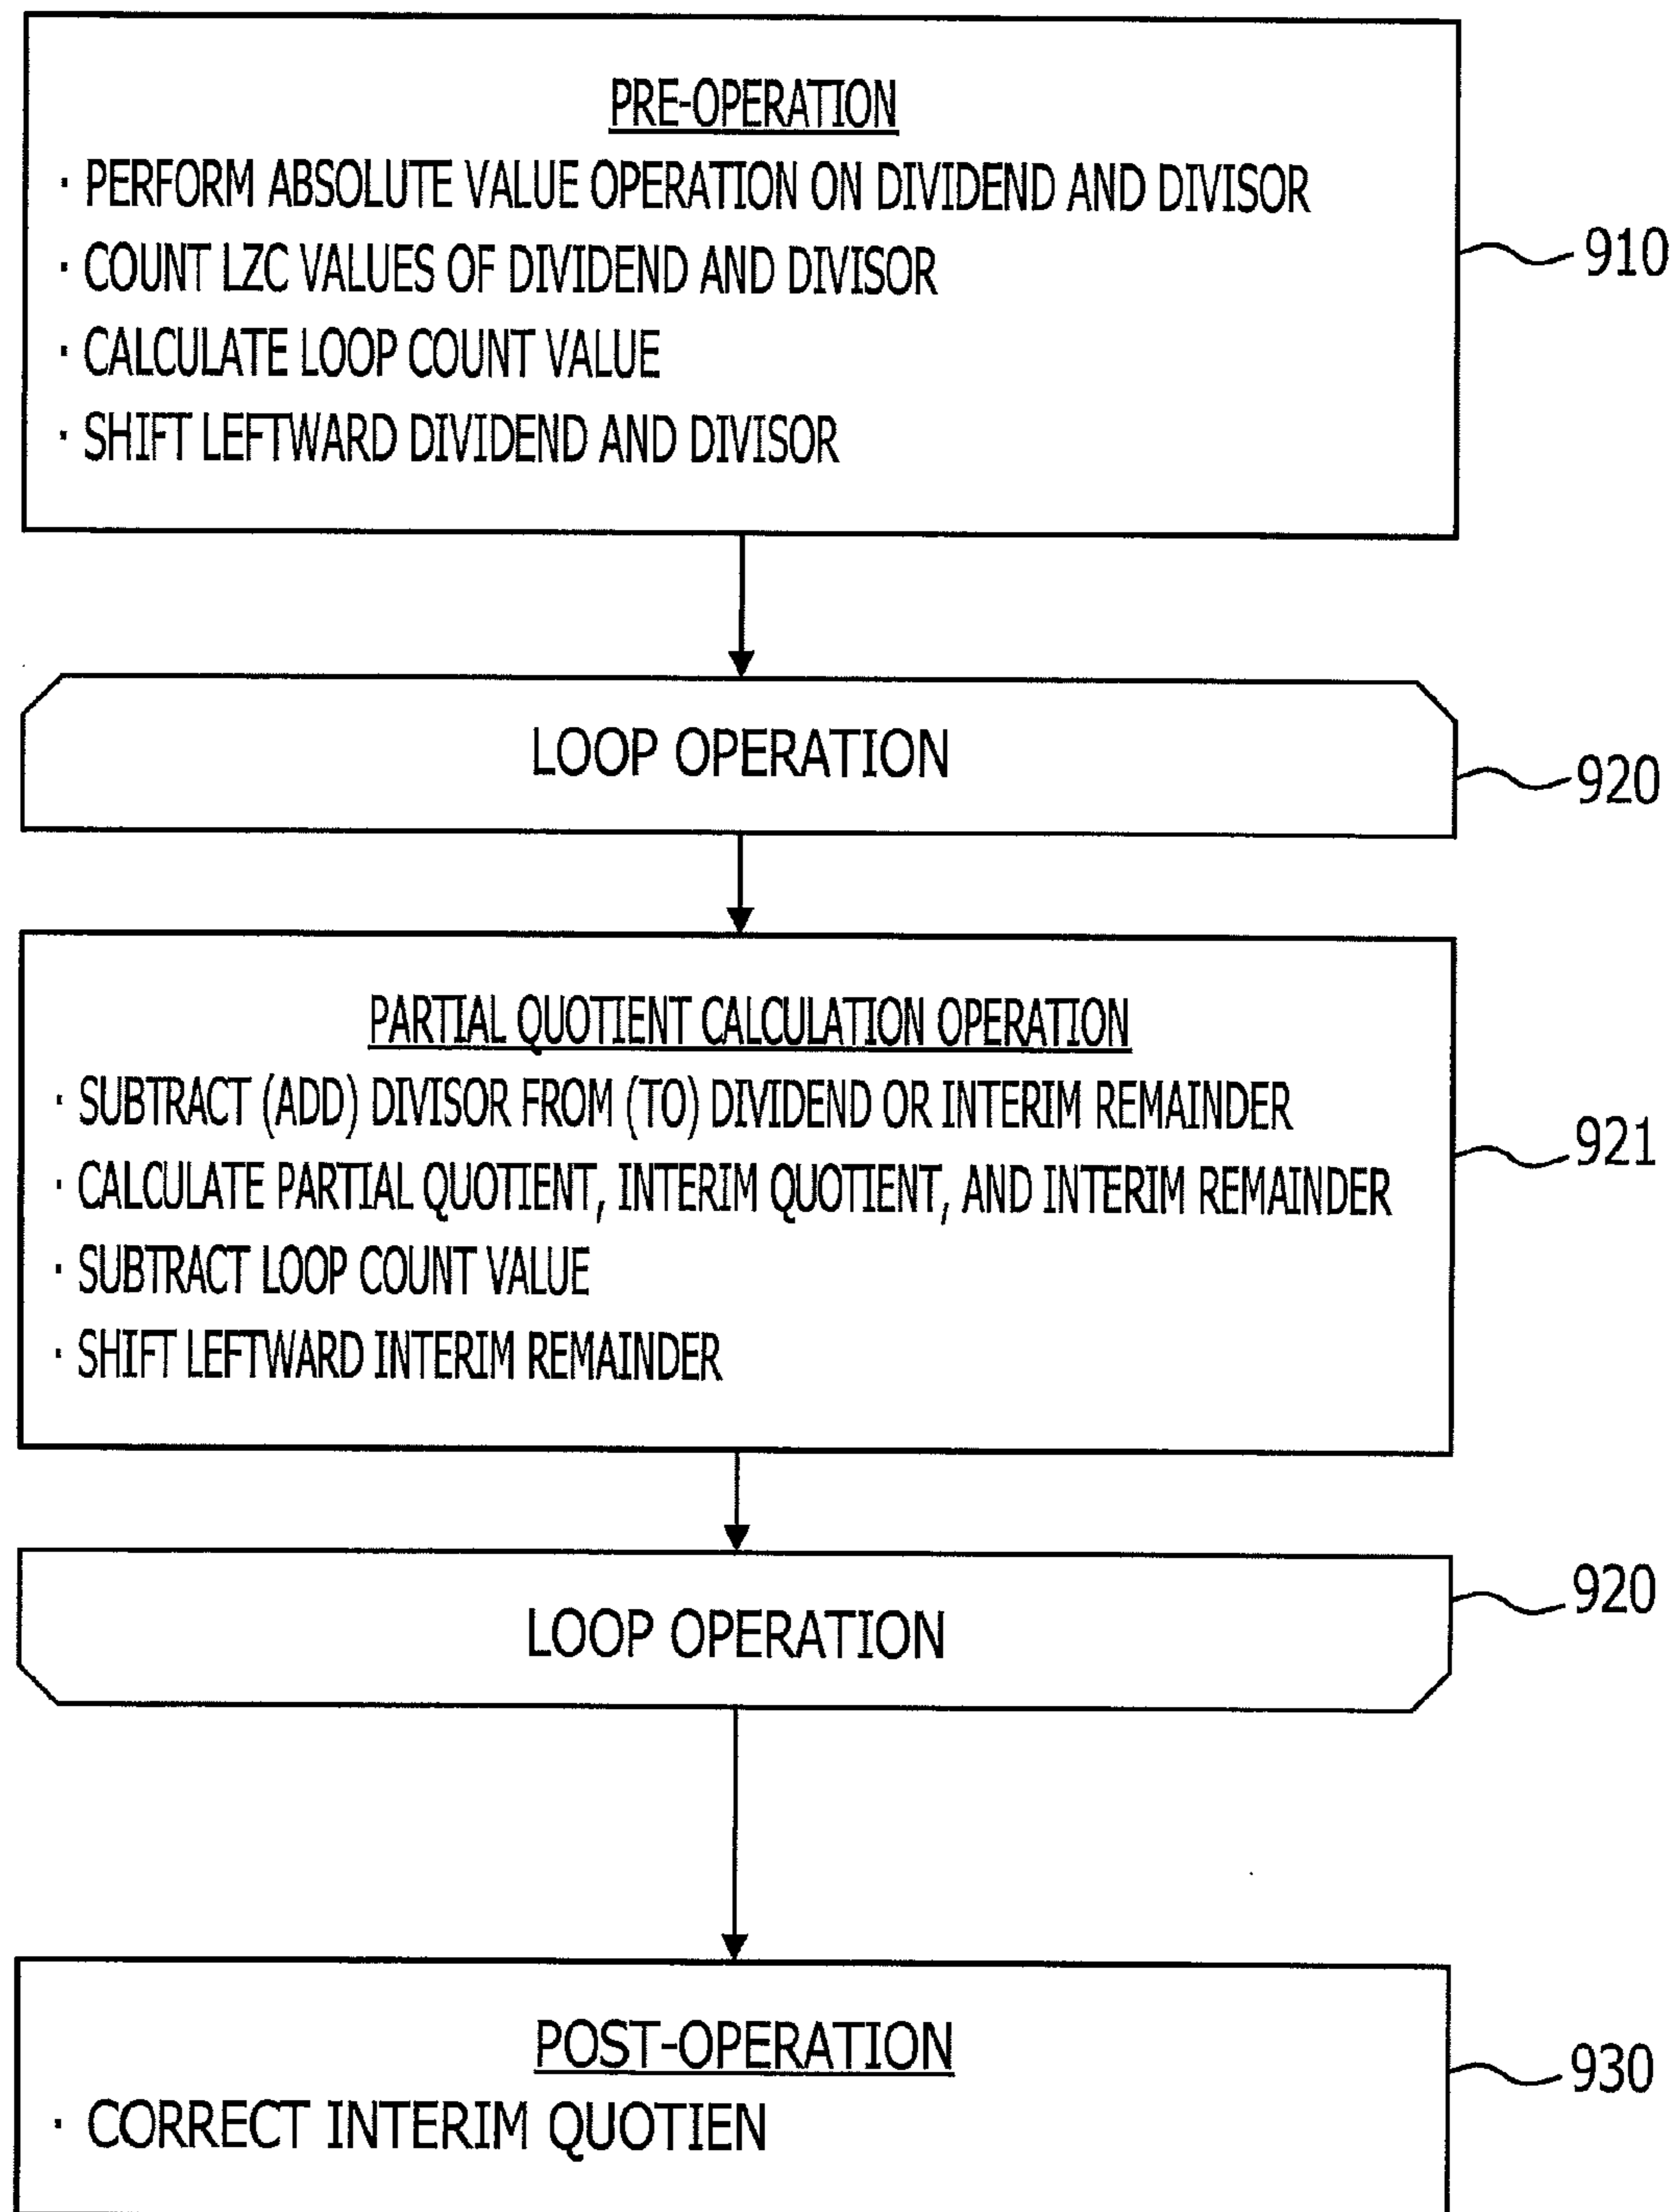 PRE-OPERATION
· PERFORM ABSOLUTE VALUE OPERATION ON DIVIDEND AND DIVISOR
· COUNT LZC VALUES OF DIVIDEND AND DIVISOR
· CALCULATE LOOP COUNT VALUE
· SHIFT LEFTWARD DIVIDEND AND DIVISOR
910
LOOP OPERATION
920
PARTIAL QUOTIENT CALCULATION OPERATION
· SUBTRACT (ADD) DIVISOR FROM (TO) DIVIDEND OR INTERIM REMAINDER
· CALCULATE PARTIAL QUOTIENT, INTERIM QUOTIENT, AND INTERIM REMAINDER
· SUBTRACT LOOP COUNT VALUE
· SHIFT LEFTWARD INTERIM REMAINDER
921
LOOP OPERATION
920
POST-OPERATION
· CORRECT INTERIM QUOTIEN
930